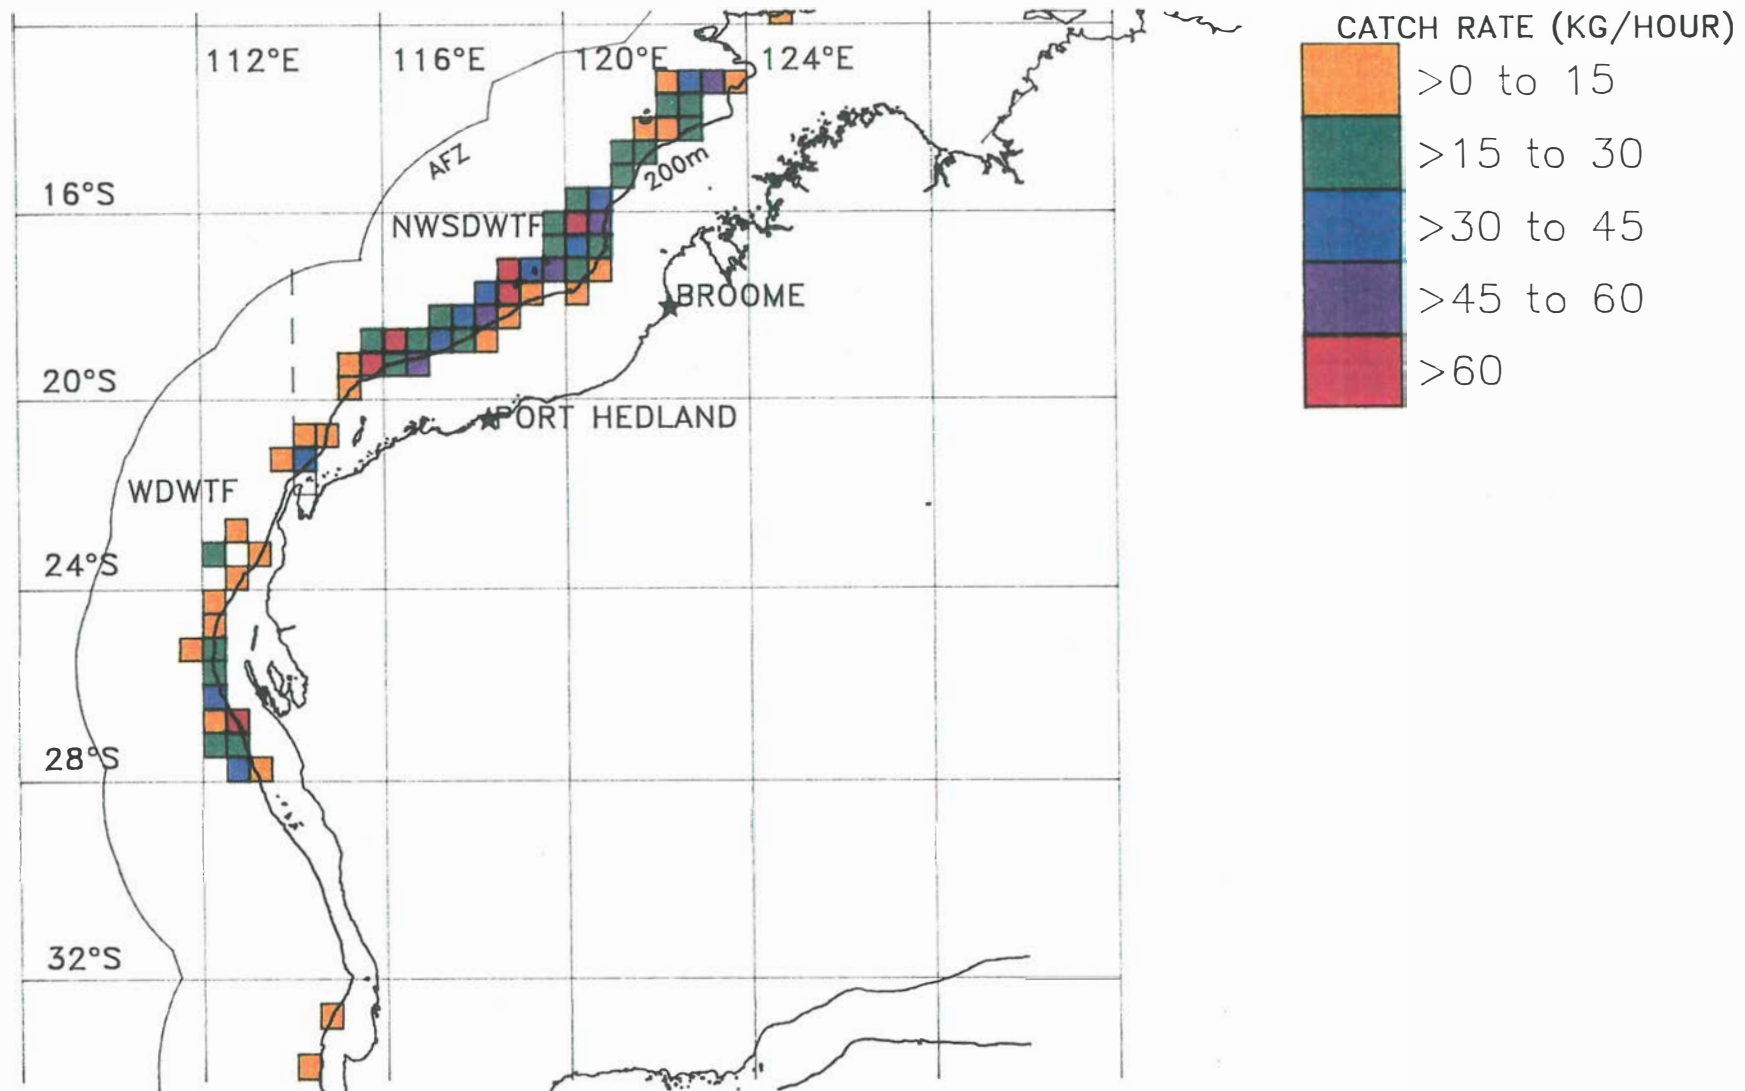 CATCH RATE (KG/HOUR)
>0 to 15
>15 to 30
>30 to 45
>45 to 60
>60
112°E
116°E
120°E
124°E
AFZ
200m
16°S
NWSDWTF
BROOME
20°S
PORT HEDLAND
WDWTF
24°S
28°S
32°S